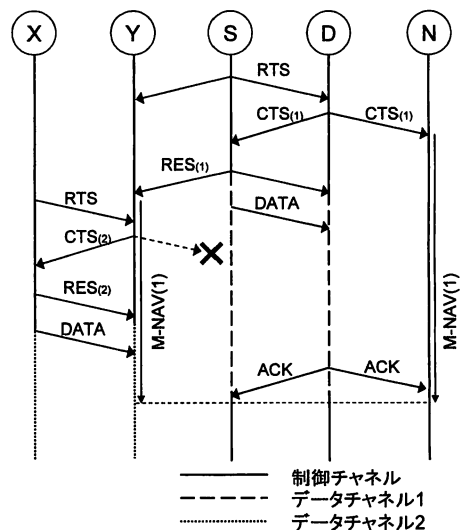 X Y S D N
RTS
CTS(1) CTS(1)
RES(1)
RTS
DATA
CTS(2)
RES(2)
M-NAV(1) M-NAV(1)
DATA
ACK ACK
制御チャネル
データチャネル1
データチャネル2